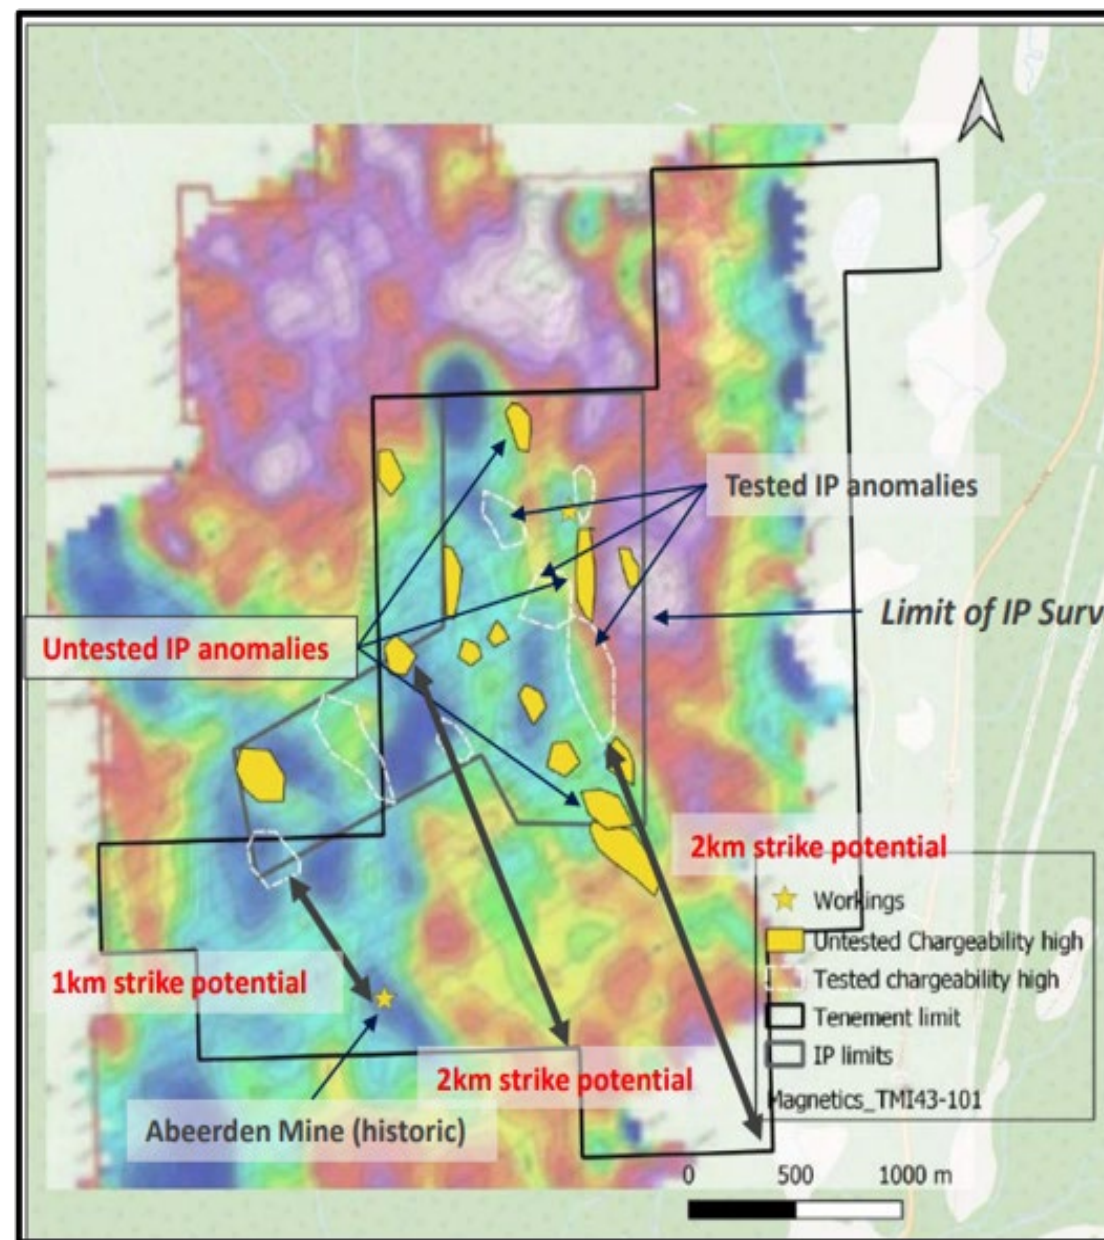 Tested IP anomalies
Limit of IP Surv
Untested IP anomalies
2km strike potential
Workings
Untested Chargeability high
Tested chargeability high
Tenement limit
IP limits
Magnetics_TMI43-101
1km strike potential
2km strike potential
Abeerden Mine (historic)
0 500 1000 m